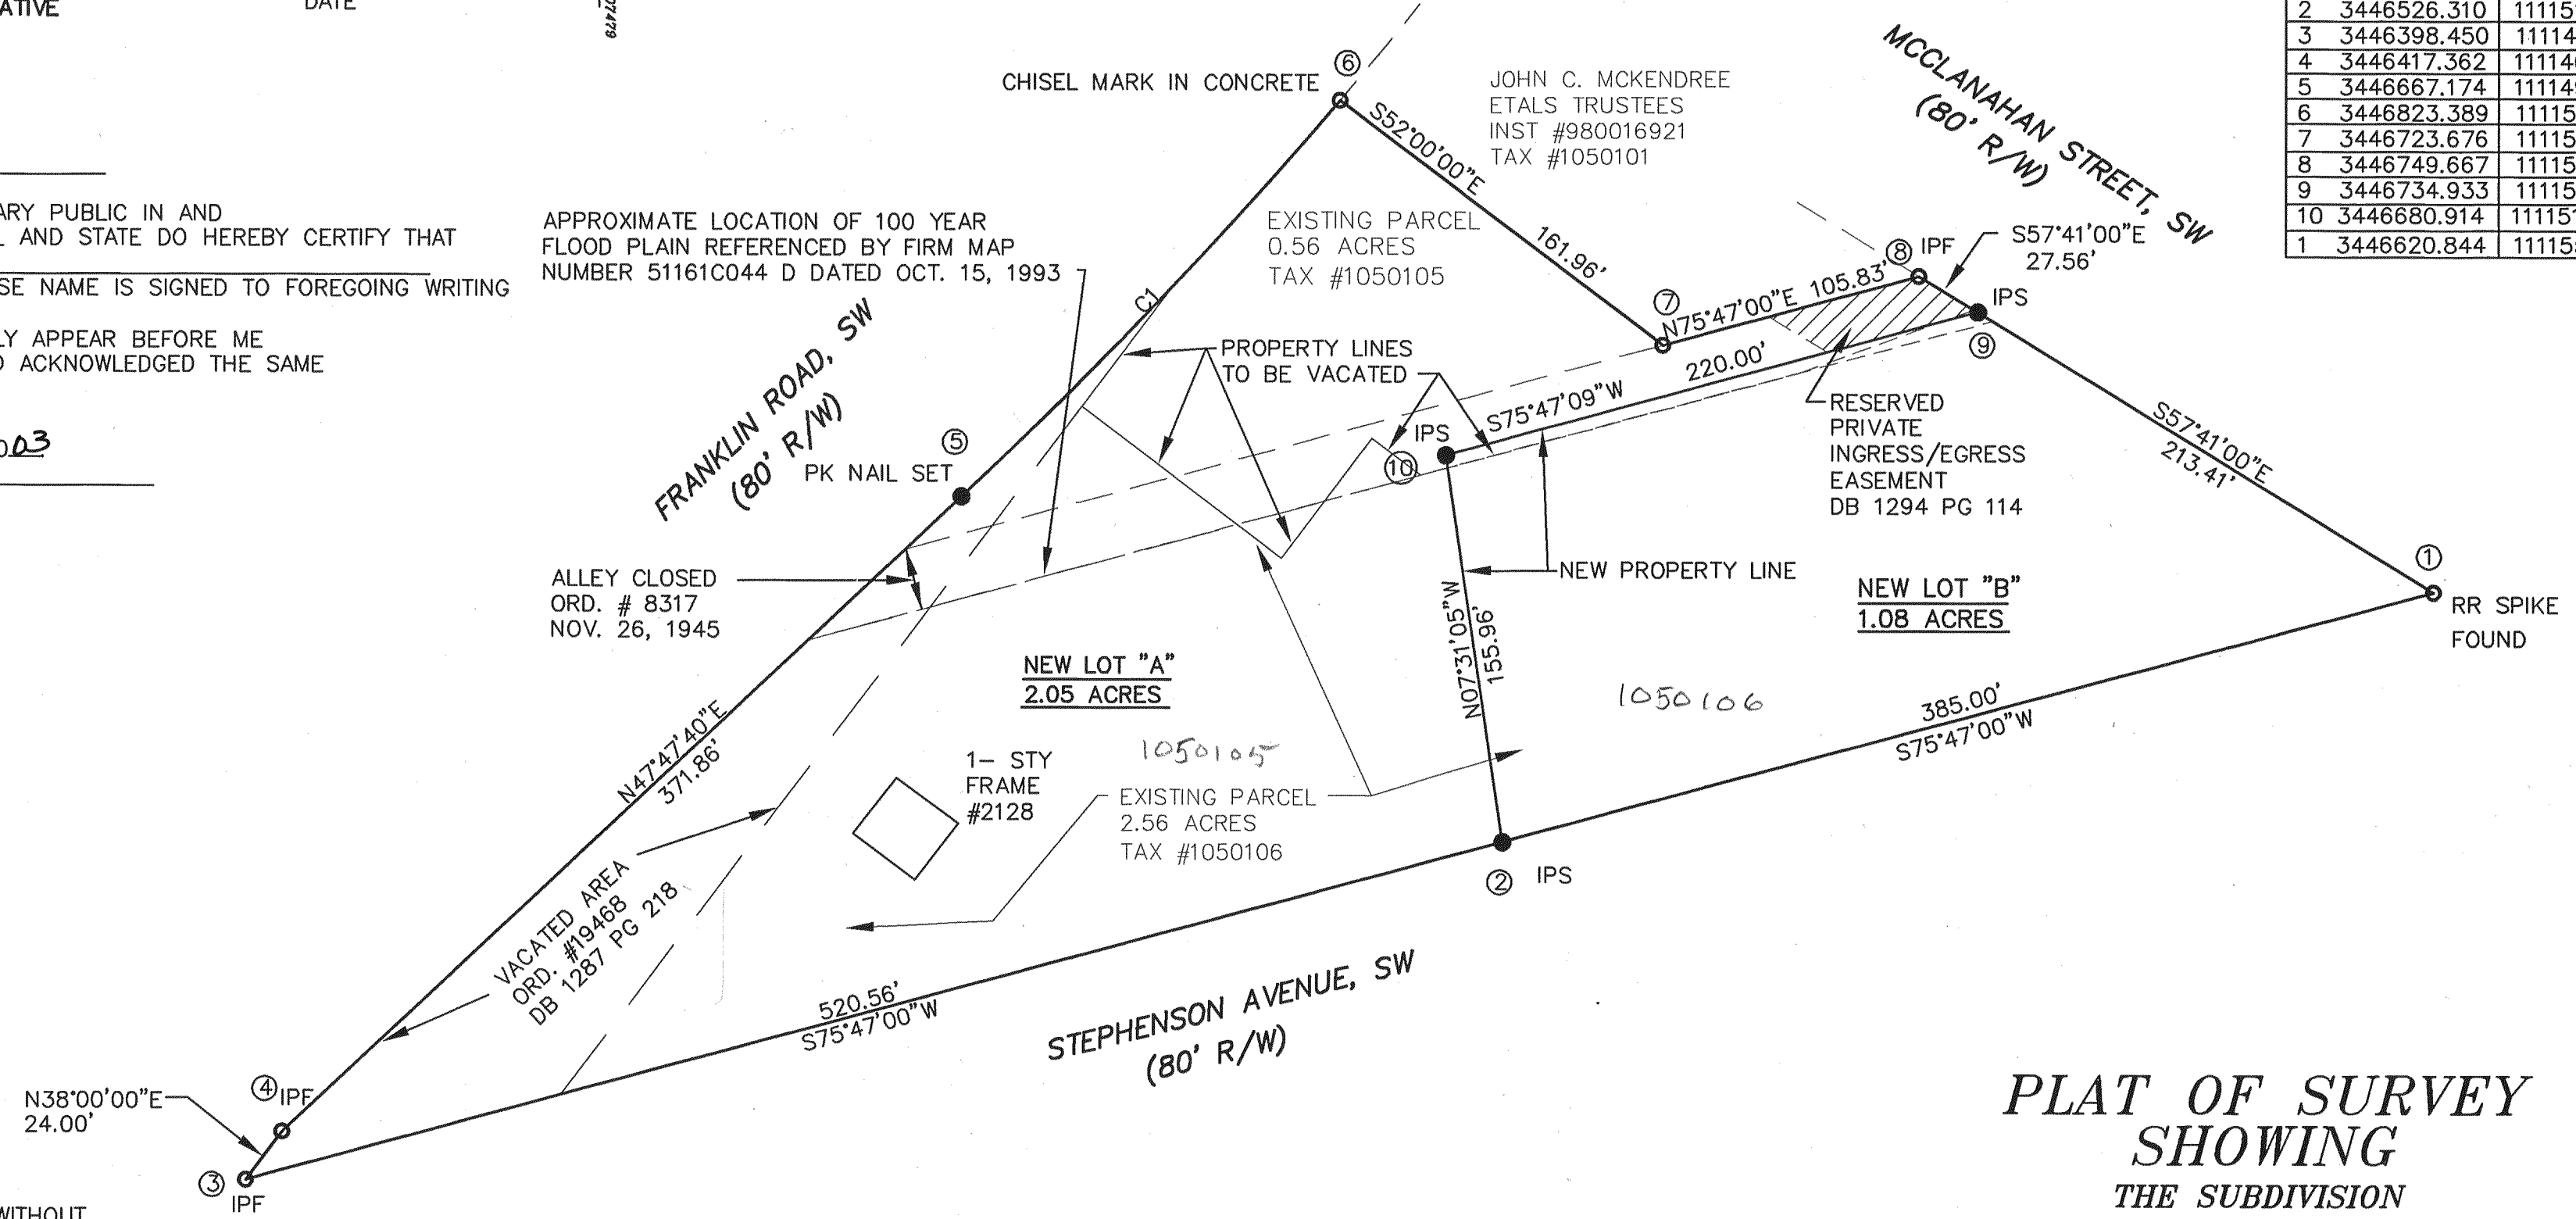 ATIVE
DATE
07479
ARY PUBLIC IN AND
L AND STATE DO HEREBY CERTIFY THAT
SE NAME IS SIGNED TO FOREGOING WRITING
LY APPEAR BEFORE ME
D ACKNOWLEDGED THE SAME
003
WITHOUT
2 3446526.310 11115
3 3446398.450 11114
4 3446417.362 11114
5 3446667.174 11114
6 3446823.389 11115
7 3446723.676 11115
8 3446749.667 11115
9 3446734.933 11115
10 3446680.914 11115
1 3446620.844 11115
CHISEL MARK IN CONCRETE
6
JOHN C. MCKENDREE
ETALS TRUSTEES
INST #980016921
TAX #1050101
MCCLANAHAN STREET, SW
(80' R/W)
S52°00'00"E
161.96'
EXISTING PARCEL
0.56 ACRES
TAX #1050105
APPROXIMATE LOCATION OF 100 YEAR
FLOOD PLAIN REFERENCED BY FIRM MAP
NUMBER 51161C044 D DATED OCT. 15, 1993
C1
FRANKLIN ROAD, SW
(80' R/W)
7
N75°47'00"E 105.83'
8
IPF
S57°41'00"E
27.56'
IPS
9
PROPERTY LINES
TO BE VACATED
220.00'
S75°47'09"W
IPS
10
RESERVED
PRIVATE
INGRESS/EGRESS
EASEMENT
DB 1294 PG 114
S57°41'00"E
213.41'
5
PK NAIL SET
ALLEY CLOSED
ORD. # 8317
NOV. 26, 1945
NEW PROPERTY LINE
N07°31'05"W
155.96'
NEW LOT "B"
1.08 ACRES
1
RR SPIKE
FOUND
NEW LOT "A"
2.05 ACRES
1050106
1050105
385.00'
S75°47'00"W
N47°47'40"E
371.86'
1- STY
FRAME
#2128
EXISTING PARCEL
2.56 ACRES
TAX #1050106
2
IPS
VACATED AREA
ORD. #19468
DB 1287 PG 218
520.56'
S75°47'00"W
STEPHENSON AVENUE, SW
(80' R/W)
N38°00'00"E
24.00'
4
IPF
3
IPF
PLAT OF SURVEY
SHOWING
THE SUBDIVISION